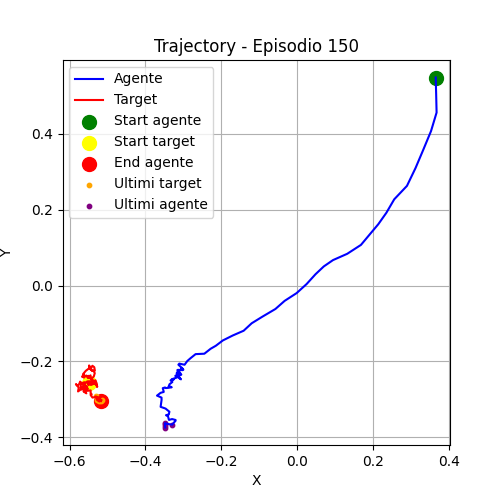 Trajectory - Episodio 150
Agente
Target
Start agente
Start target
End agente
Ultimi target
Ultimi agente
Y
0.4
0.2
0.0
−0.2
−0.4
−0.6 −0.4 −0.2 0.0 0.2 0.4
X